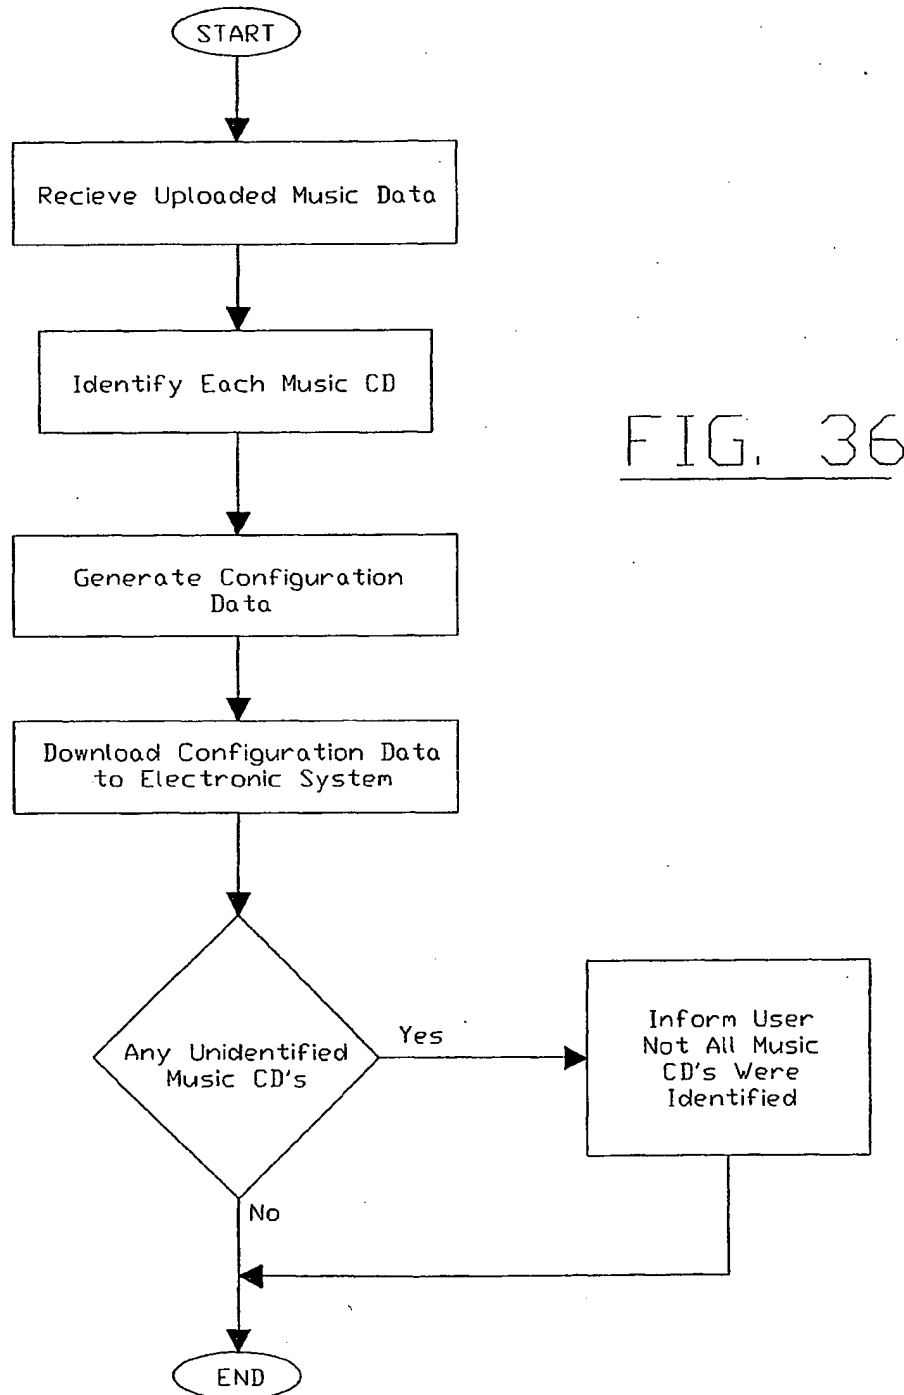 START
Recieve Uploaded Music Data
Identify Each Music CD
FIG. 36
Generate Configuration
Data
Download Configuration Data
to Electronic System
Any Unidentified
Music CD's
Yes
Inform User
Not All Music
CD's Were
Identified
No
END